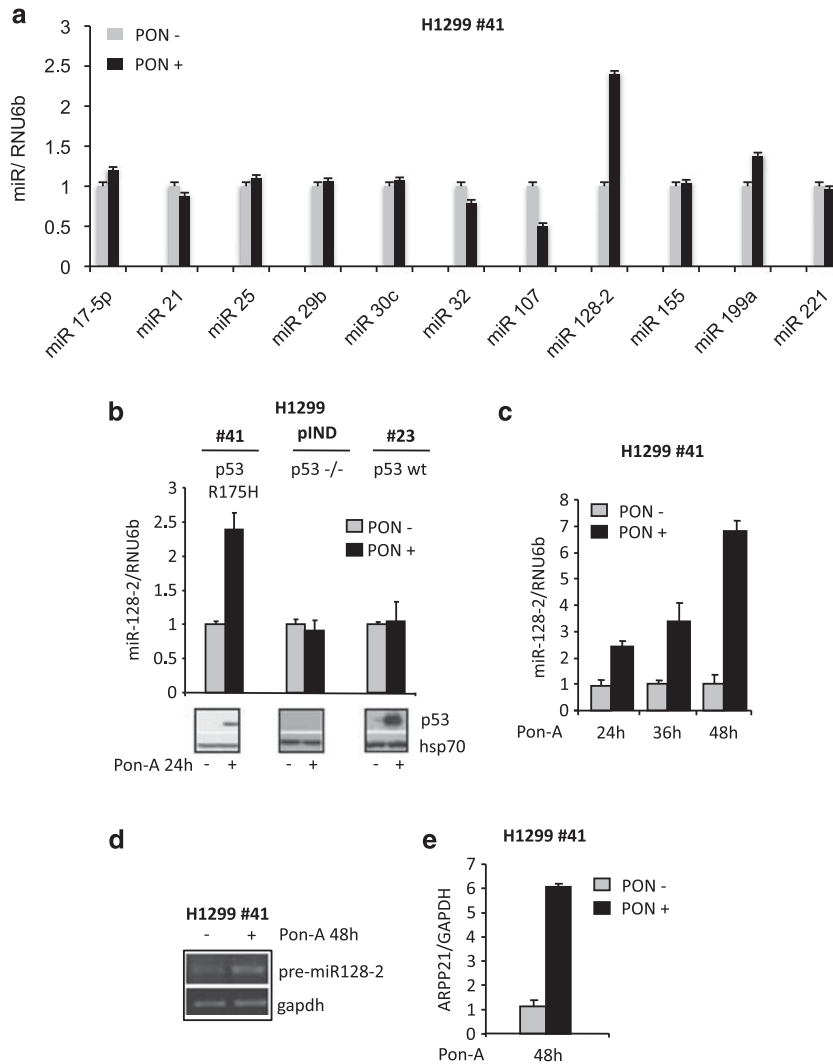 a
H1299 #41
PON -
PON +
miR/ RNU6b
3
2.5
2
1.5
1
0.5
0
miR 17-5p
miR 21
miR 25
miR 29b
miR 30c
miR 32
miR 107
miR 128-2
miR 155
miR 199a
miR 221
b
H1299
#41
pIND
#23
p53 R175H
p53 -/-
p53 wt
PON -
PON +
miR-128-2/RNU6b
3
2.5
2
1.5
1
0.5
0
p53
hsp70
Pon-A 24h - + - + - +
c
H1299 #41
PON -
PON +
miR-128-2/RNU6b
8
7
6
5
4
3
2
1
0
Pon-A 24h 36h 48h
d
H1299 #41
- + Pon-A 48h
pre-miR128-2
gapdh
e
H1299 #41
PON -
PON +
ARPP21/GAPDH
7
6
5
4
3
2
1
0
Pon-A 48h